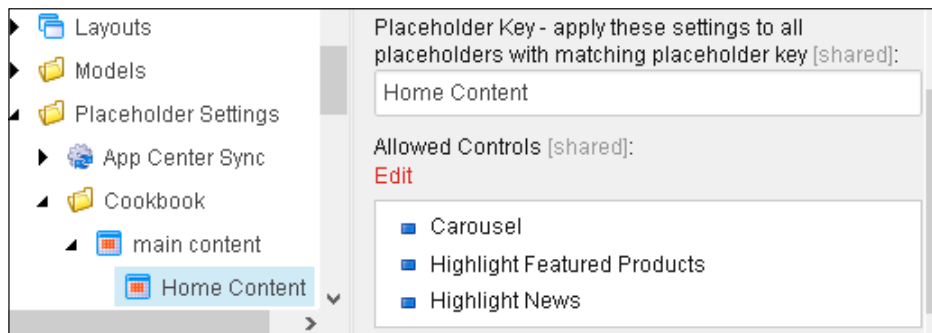 Layouts
Models
Placeholder Settings
App Center Sync
Cookbook
main content
Home Content
Placeholder Key - apply these settings to all
placeholders with matching placeholder key [shared]:
Home Content
Allowed Controls [shared]:
Edit
Carousel
Highlight Featured Products
Highlight News